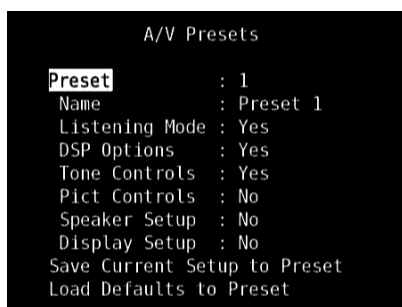 A/V Presets
Preset : 1
Name : Preset 1
Listening Mode : Yes
DSP Options : Yes
Tone Controls : Yes
Pict Controls : No
Speaker Setup : No
Display Setup : No
Save Current Setup to Preset
Load Defaults to Preset